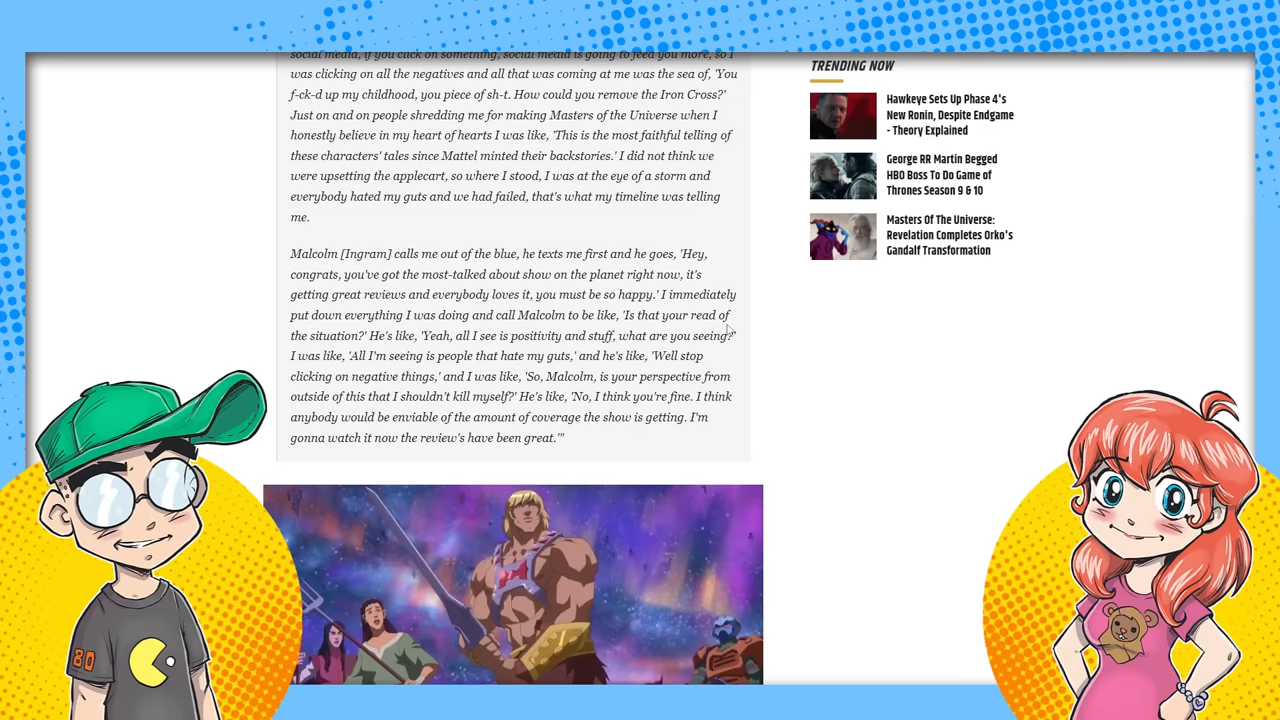 social media, if you click on something, social media is going to feed you more, so I
was clicking on all the negatives and all that was coming at me was the sea of, 'You
f-ck-d up my childhood, you piece of sh-t. How could you remove the Iron Cross?'
Just on and on people shredding me for making Masters of the Universe when I
honestly believe in my heart of hearts I was like, 'This is the most faithful telling of
these characters' tales since Mattel minted their backstories.' I did not think we
were upsetting the applecart, so where I stood, I was at the eye of a storm and
everybody hated my guts and we had failed, that's what my timeline was telling
me.
Malcolm [Ingram] calls me out of the blue, he texts me first and he goes, 'Hey,
congrats, you've got the most-talked about show on the planet right now, it's
getting great reviews and everybody loves it, you must be so happy.' I immediately
put down everything I was doing and call Malcolm to be like, 'Is that your read of
the situation?' He's like, 'Yeah, all I see is positivity and stuff, what are you seeing?'
I was like, 'All I'm seeing is people that hate my guts,' and he's like, 'Well stop
clicking on negative things,' and I was like, 'So, Malcolm, is your perspective from
outside of this that I shouldn't kill myself?' He's like, 'No, I think you're fine. I think
anybody would be enviable of the amount of coverage the show is getting. I'm
gonna watch it now the review's have been great.'"
TRENDING NOW
Hawkeye Sets Up Phase 4's
New Ronin, Despite Endgame
- Theory Explained
George RR Martin Begged
HBO Boss To Do Game of
Thrones Season 9 & 10
Masters Of The Universe:
Revelation Completes Orko's
Gandalf Transformation
80